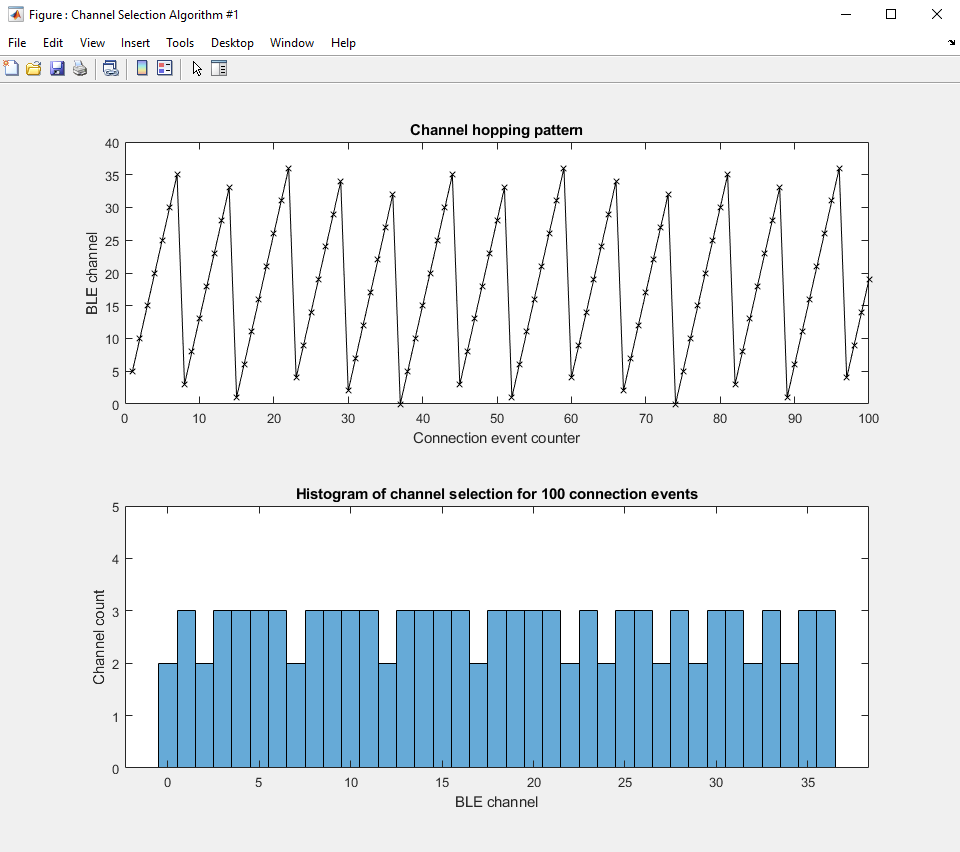 Figure : Channel Selection Algorithm #1
File Edit View Insert Tools Desktop Window Help
Channel hopping pattern
40
35
30
25
20
15
10
5
0
BLE channel
0 10 20 30 40 50 60 70 80 90 100
Connection event counter
Histogram of channel selection for 100 connection events
5
4
3
2
1
0
Channel count
0 5 10 15 20 25 30 35
BLE channel